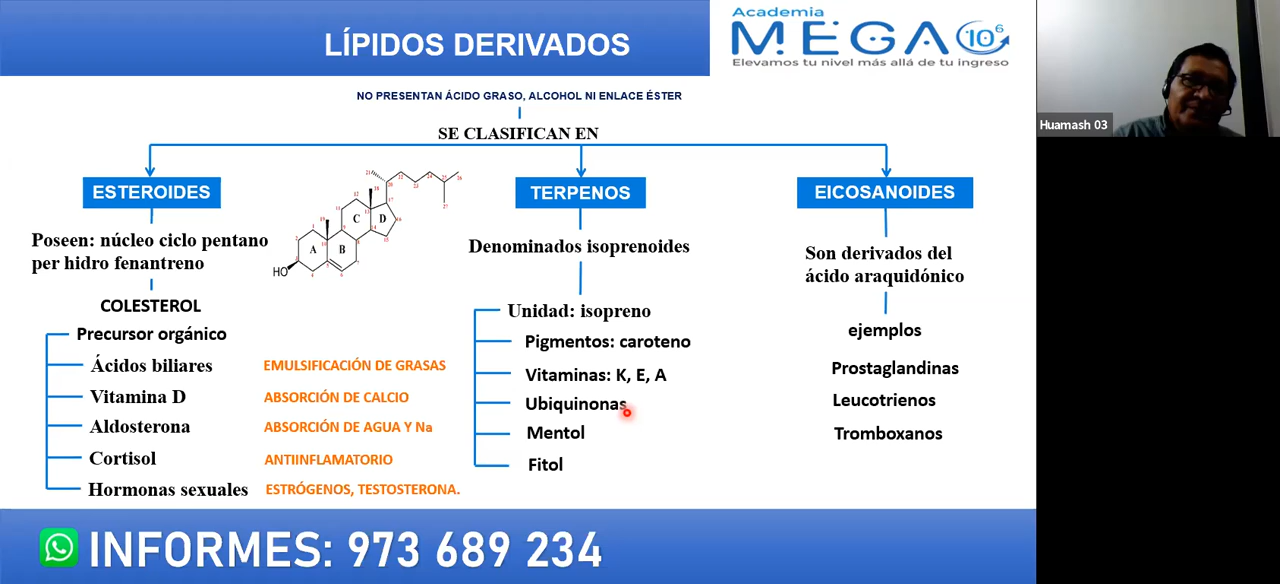 LÍPIDOS DERIVADOS
Academia
MEGA 10⁶
Elevamos tu nivel más allá de tu ingreso
Huamash 03
NO PRESENTAN ÁCIDO GRASO, ALCOHOL NI ENLACE ÉSTER
SE CLASIFICAN EN
ESTEROIDES
Poseen: núcleo ciclo pentano
per hidro fenantreno
COLESTEROL
Precursor orgánico
Ácidos biliares EMULSIFICACIÓN DE GRASAS
Vitamina D ABSORCIÓN DE CALCIO
Aldosterona ABSORCIÓN DE AGUA Y Na
Cortisol ANTIINFLAMATORIO
Hormonas sexuales ESTRÓGENOS, TESTOSTERONA.
HO
A
B
C
D
TERPENOS
Denominados isoprenoides
Unidad: isopreno
Pigmentos: caroteno
Vitaminas: K, E, A
Ubiquinonas
Mentol
Fitol
EICOSANOIDES
Son derivados del
ácido araquidónico
ejemplos
Prostaglandinas
Leucotrienos
Tromboxanos
INFORMES: 973 689 234